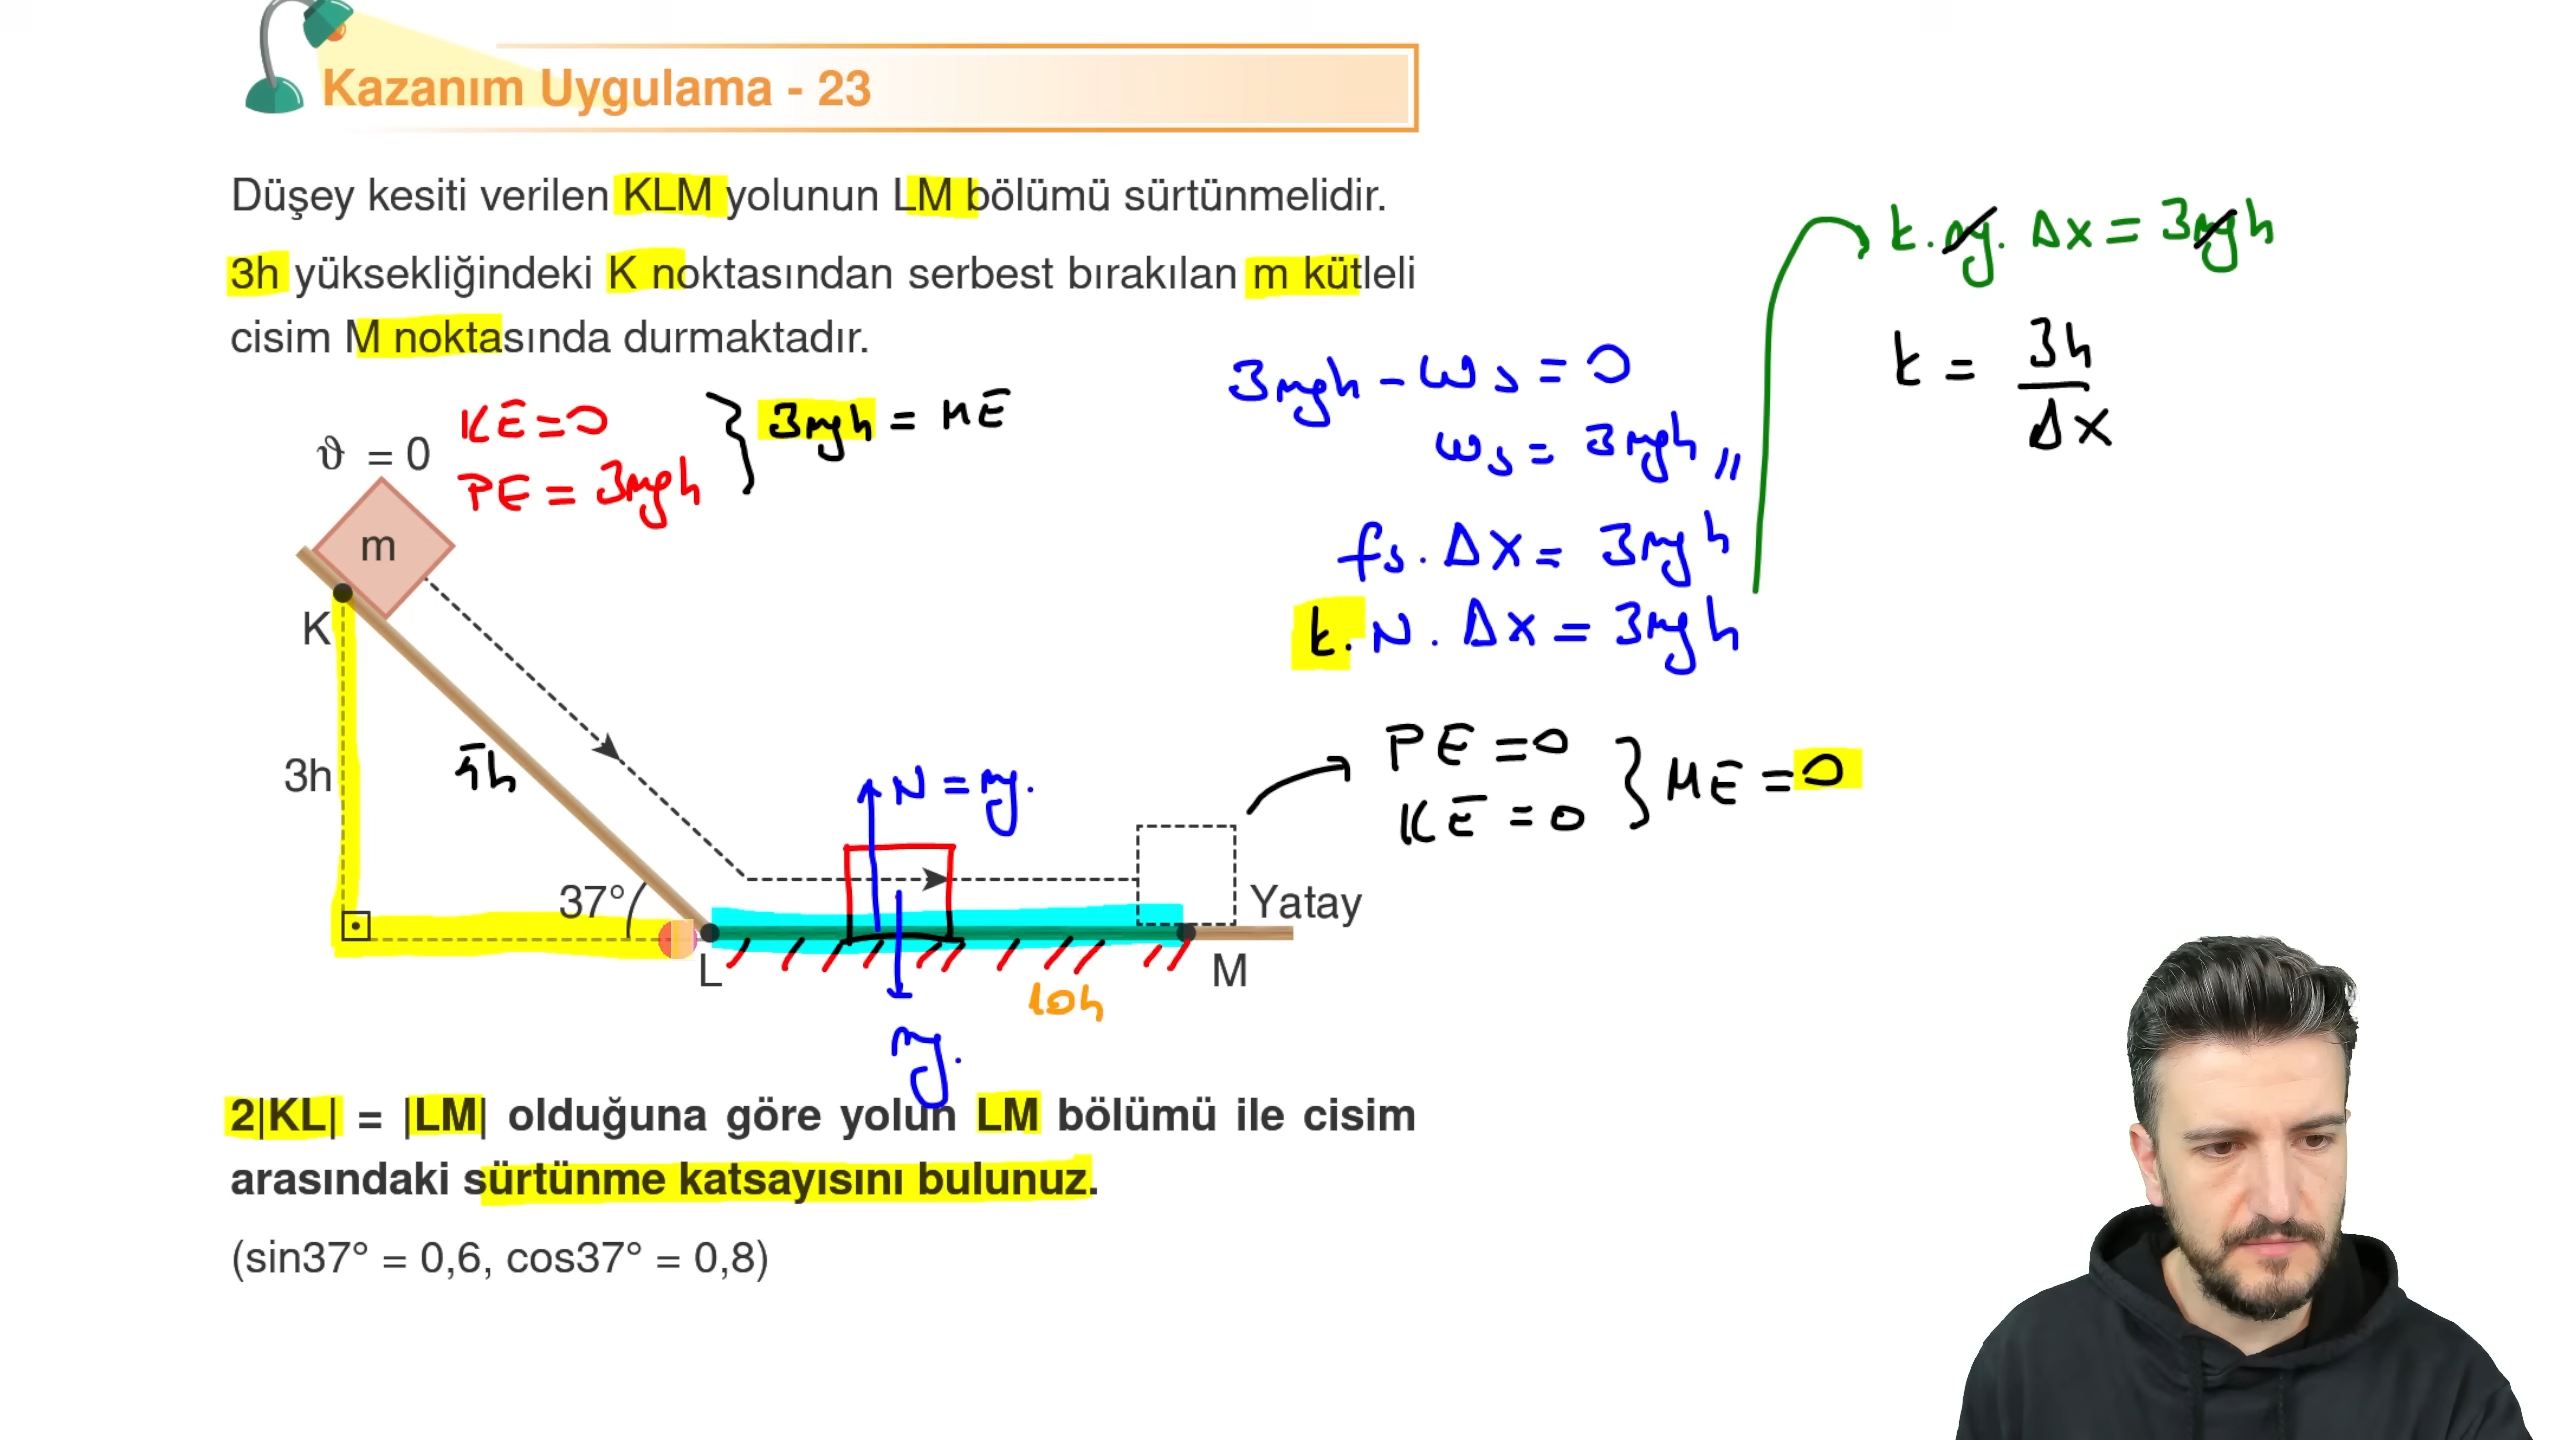 Kazanım Uygulama - 23
Düşey kesiti verilen KLM yolunun LM bölümü sürtünmelidir.
3h yüksekliğindeki K noktasından serbest bırakılan m kütleli
cisim M noktasında durmaktadır.
ϑ = 0
KE=0
PE = 3mgh
3mgh = ME
3mgh - Ws = 0
Ws = 3mgh //
fs. Δx = 3mgh
k. N. Δx = 3mgh
k. mg. Δx = 3mgh
k = 3h
Δx
m
K
3h
5h
37°
L
N = mg.
mg.
10h
M
Yatay
PE = 0
KE = 0
ME = 0
2|KL| = |LM| olduğuna göre yolun LM bölümü ile cisim
arasındaki sürtünme katsayısını bulunuz.
(sin37° = 0,6, cos37° = 0,8)